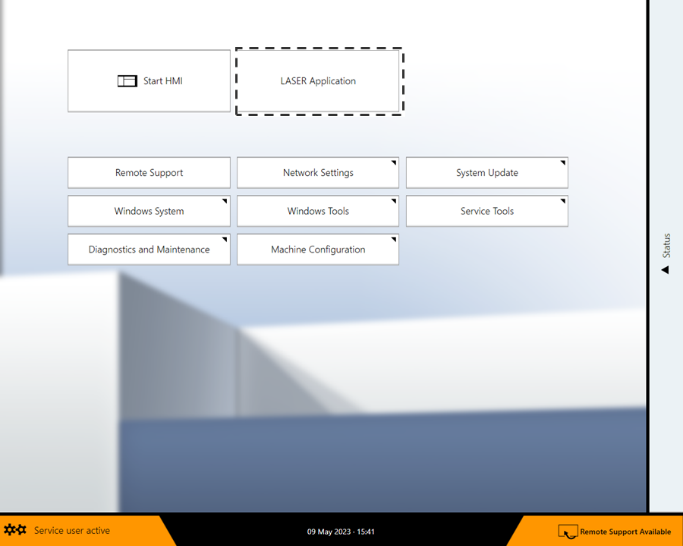 Start HMI
LASER Application
Remote Support
Network Settings
System Update
Windows System
Windows Tools
Service Tools
Diagnostics and Maintenance
Machine Configuration
Status
Service user active
09 May 2023 - 15:41
Remote Support Available